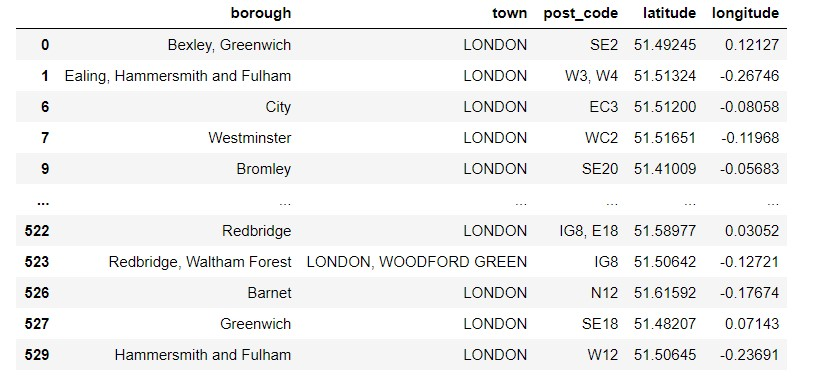 borough town post_code latitude longitude
0 Bexley, Greenwich LONDON SE2 51.49245 0.12127
1 Ealing, Hammersmith and Fulham LONDON W3, W4 51.51324 -0.26746
6 City LONDON EC3 51.51200 -0.08058
7 Westminster LONDON WC2 51.51651 -0.11968
9 Bromley LONDON SE20 51.41009 -0.05683
... ... ... ... ... ...
522 Redbridge LONDON IG8, E18 51.58977 0.03052
523 Redbridge, Waltham Forest LONDON, WOODFORD GREEN IG8 51.50642 -0.12721
526 Barnet LONDON N12 51.61592 -0.17674
527 Greenwich LONDON SE18 51.48207 0.07143
529 Hammersmith and Fulham LONDON W12 51.50645 -0.23691